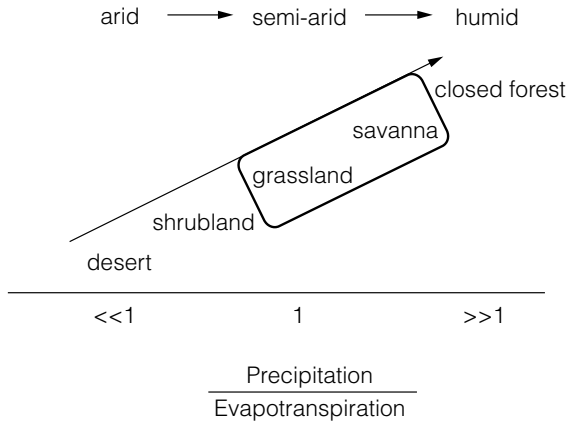 arid semi-arid humid
closed forest
savanna
grassland
shrubland
desert
<<1 1 >>1
Precipitation
Evapotranspiration